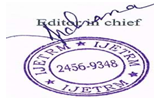 Editor in chief
IJETRM
2456-9348
IJETRM